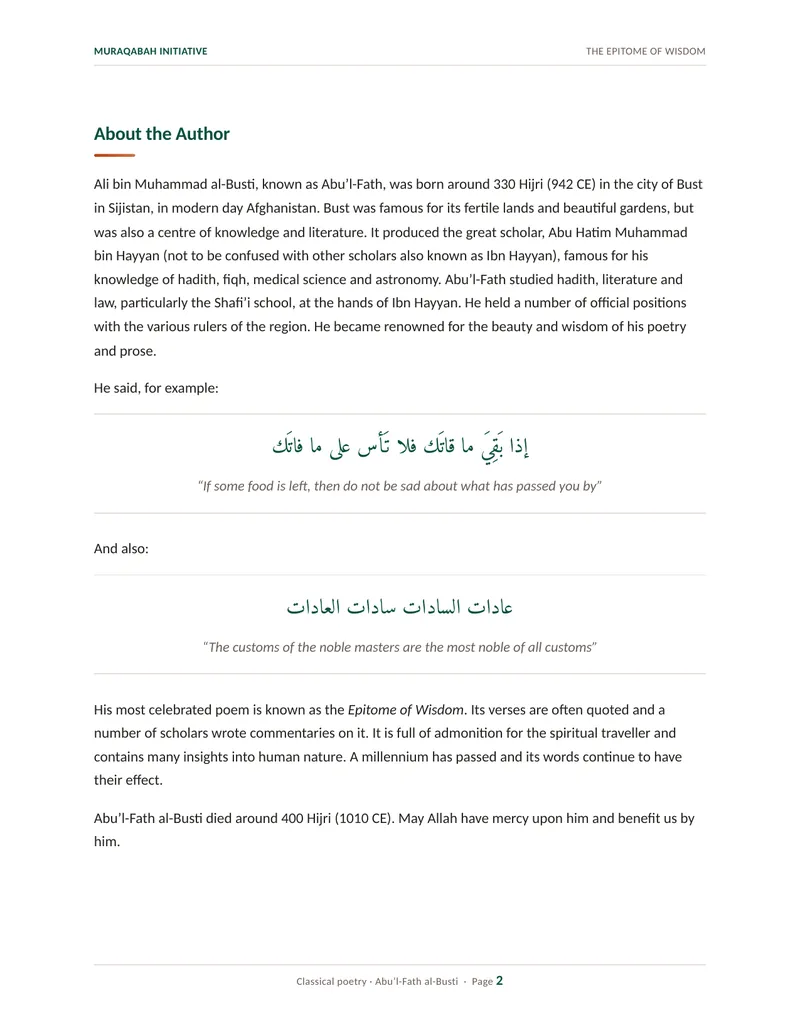 MURAQABAH INITIATIVE THE EPITOME OF WISDOM
About the Author
Ali bin Muhammad al-Busti, known as Abu’l-Fath, was born around 330 Hijri (942 CE) in the city of Bust
in Sijistan, in modern day Afghanistan. Bust was famous for its fertile lands and beautiful gardens, but
was also a centre of knowledge and literature. It produced the great scholar, Abu Hatim Muhammad
bin Hayyan (not to be confused with other scholars also known as Ibn Hayyan), famous for his
knowledge of hadith, fiqh, medical science and astronomy. Abu’l-Fath studied hadith, literature and
law, particularly the Shafi’i school, at the hands of Ibn Hayyan. He held a number of official positions
with the various rulers of the region. He became renowned for the beauty and wisdom of his poetry
and prose.
He said, for example:
إذا بَقِيَ ما قاتَك فلا تَأس على ما فاتَك
“If some food is left, then do not be sad about what has passed you by”
And also:
عادات السادات سادات العادات
“The customs of the noble masters are the most noble of all customs”
His most celebrated poem is known as the Epitome of Wisdom. Its verses are often quoted and a
number of scholars wrote commentaries on it. It is full of admonition for the spiritual traveller and
contains many insights into human nature. A millennium has passed and its words continue to have
their effect.
Abu’l-Fath al-Busti died around 400 Hijri (1010 CE). May Allah have mercy upon him and benefit us by
him.
Classical poetry · Abu’l-Fath al-Busti · Page 2